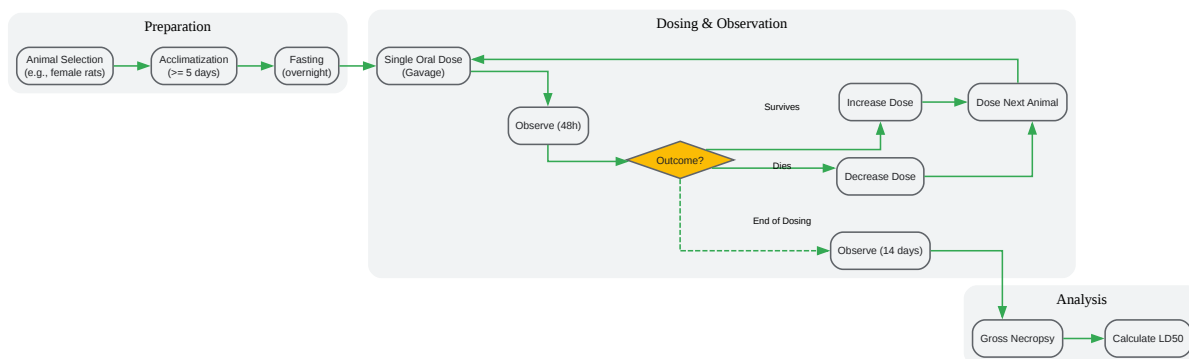 Preparation
Animal Selection
(e.g., female rats)
Acclimatization
(>= 5 days)
Fasting
(overnight)
Dosing & Observation
Single Oral Dose
(Gavage)
Observe (48h)
Outcome?
Survives
Increase Dose
Dose Next Animal
Dies
Decrease Dose
End of Dosing
Observe (14 days)
Analysis
Gross Necropsy
Calculate LD50